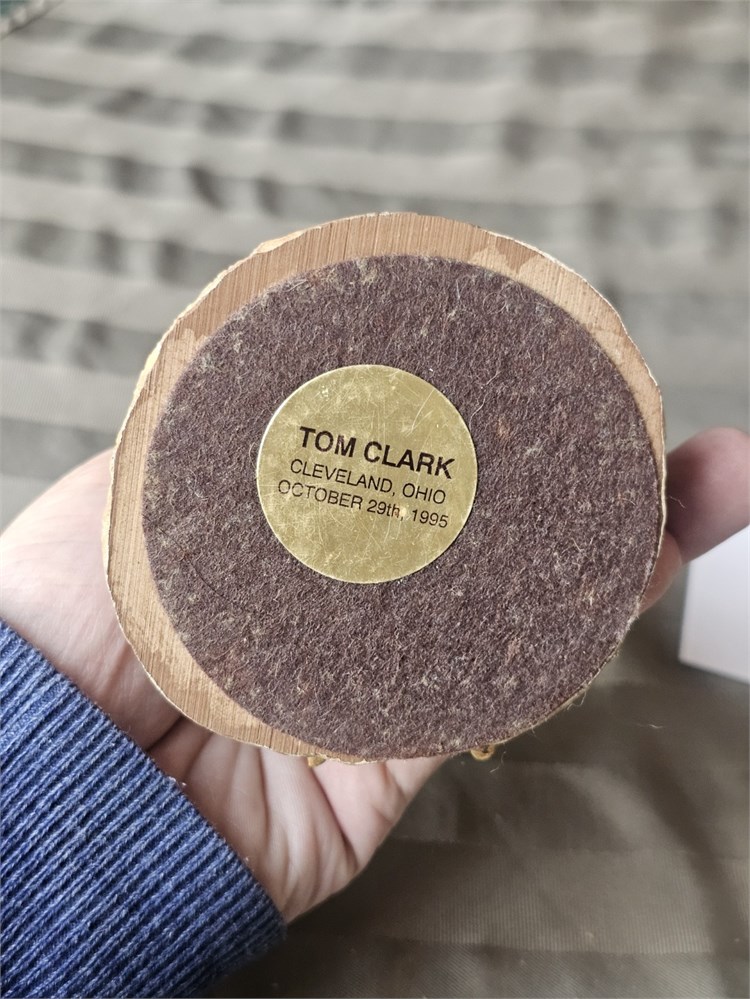 TOM CLARK
CLEVELAND, OHIO
OCTOBER 29th, 1995